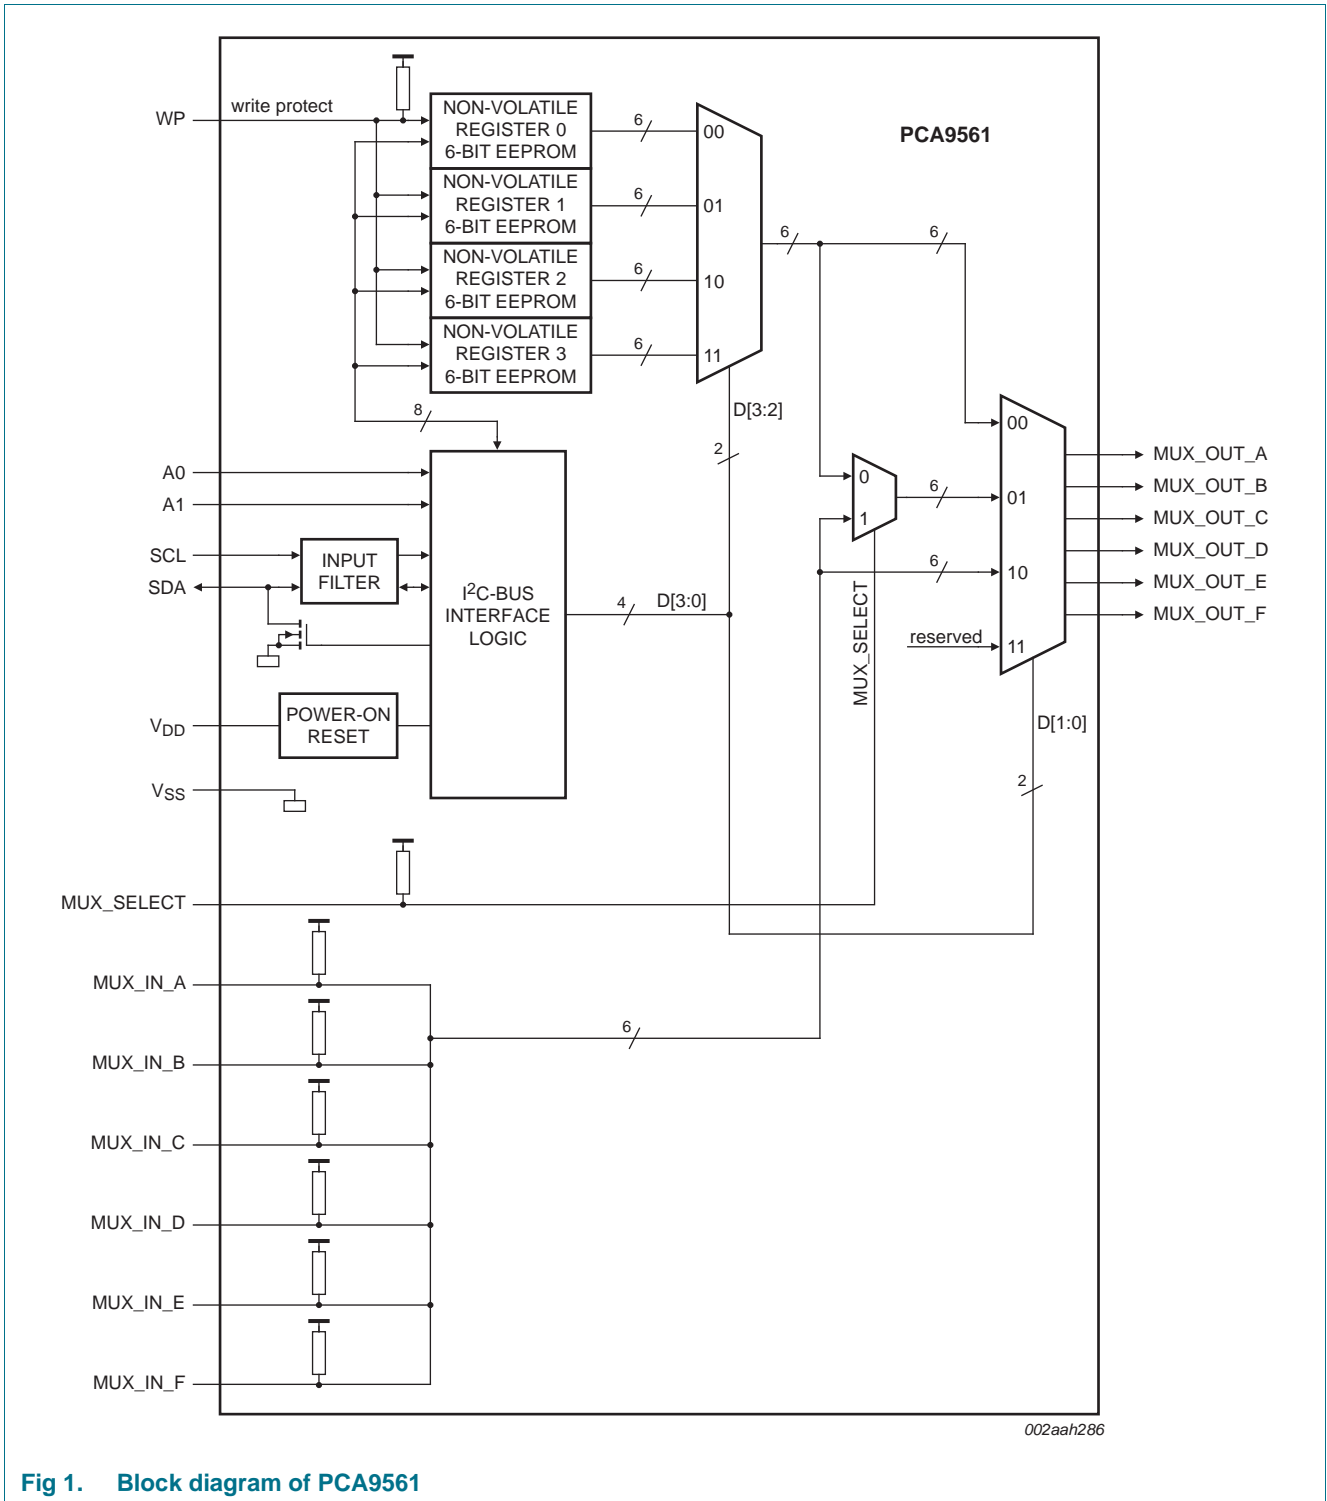 WP
write protect
NON-VOLATILE
REGISTER 0
6-BIT EEPROM
6
00
PCA9561
NON-VOLATILE
REGISTER 1
6-BIT EEPROM
6
01
6
6
NON-VOLATILE
REGISTER 2
6-BIT EEPROM
6
10
NON-VOLATILE
REGISTER 3
6-BIT EEPROM
6
11
8
D[3:2]
2
00
A0
A1
SCL
SDA
INPUT
FILTER
I2C-BUS
INTERFACE
LOGIC
4
D[3:0]
0
1
6
01
6
10
reserved
11
MUX_SELECT
MUX_OUT_A
MUX_OUT_B
MUX_OUT_C
MUX_OUT_D
MUX_OUT_E
MUX_OUT_F
VDD
POWER-ON
RESET
D[1:0]
2
VSS
MUX_SELECT
MUX_IN_A
6
MUX_IN_B
MUX_IN_C
MUX_IN_D
MUX_IN_E
MUX_IN_F
002aah286
Fig 1. Block diagram of PCA9561